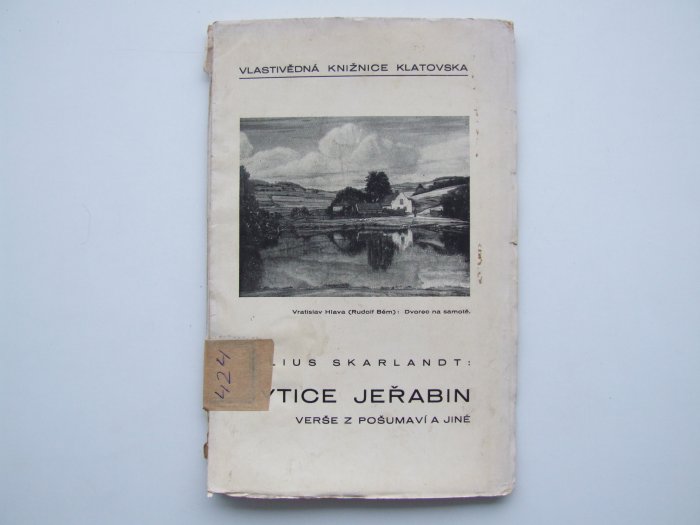 VLASTIVĚDNÁ KNIŽNICE KLATOVSKA
Vratislav Hlava (Rudolf Bém): Dvorec na samotě.
424
LIUS SKARLANDT:
YTICE JEŘABIN
VERŠE Z POŠUMAVÍ A JINÉ